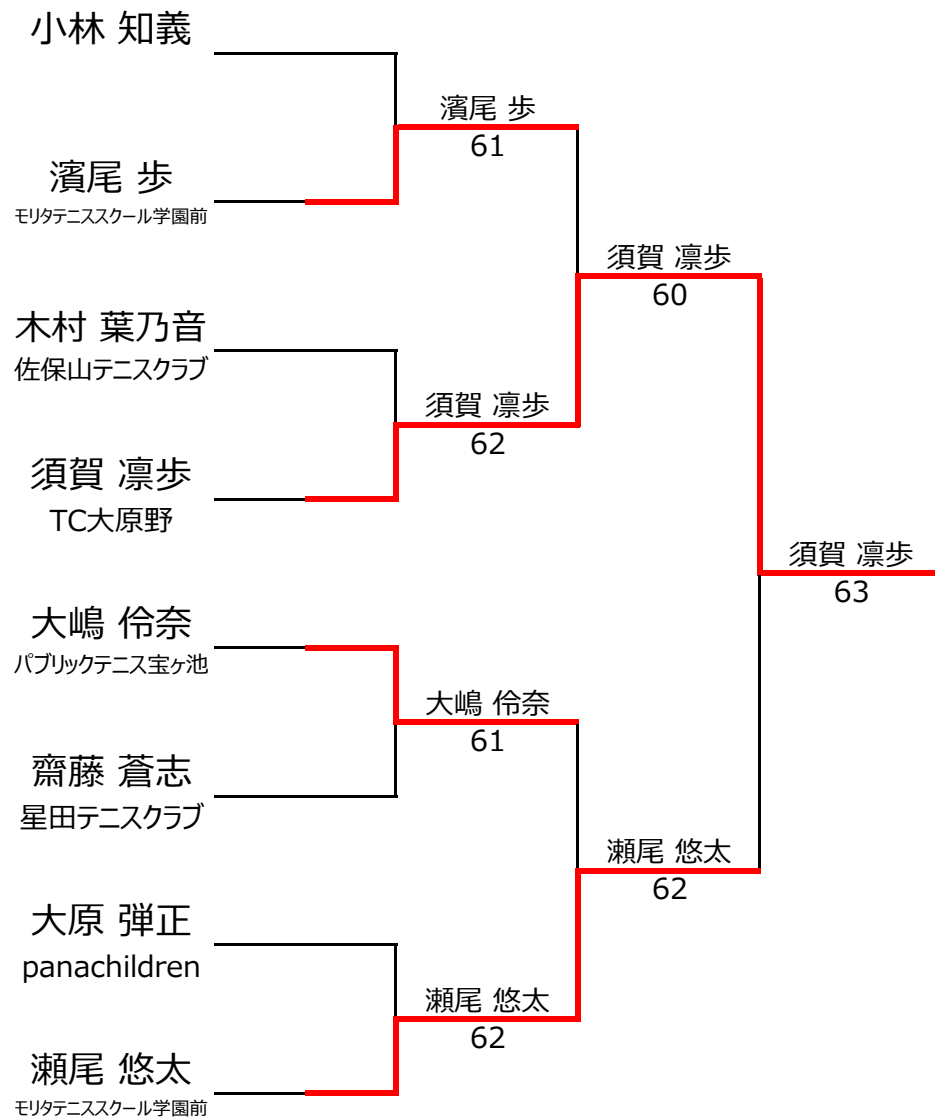 小林 知義
濱尾 歩
61
濱尾 歩
モリタテニススクール学園前
須賀 凛歩
60
木村 葉乃音
佐保山テニスクラブ
須賀 凛歩
62
須賀 凛歩
TC大原野
須賀 凛歩
63
大嶋 伶奈
パブリックテニス宝ヶ池
大嶋 伶奈
61
齋藤 蒼志
星田テニスクラブ
瀬尾 悠太
62
大原 弾正
panachildren
瀬尾 悠太
62
瀬尾 悠太
モリタテニススクール学園前